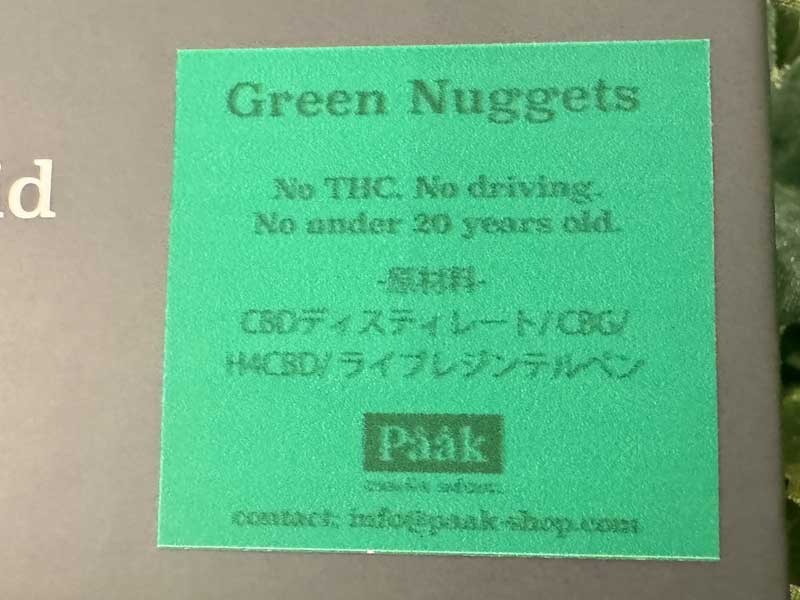 id
Green Nuggets
No THC. No driving.
No under 20 years old.
-原材料-
CBDディスティレート/CBG/
H4CBD/ライブレジンテルペン
Pàák
contact: info@paak-shop.com